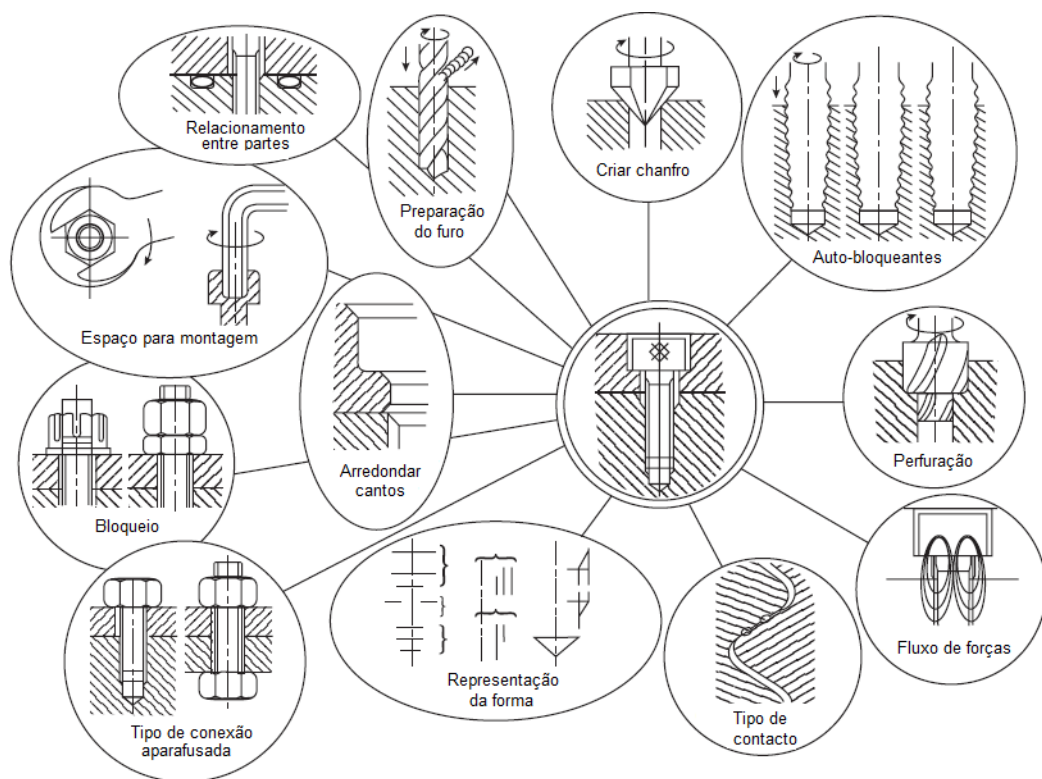 Relacionamento
entre partes
Preparação
do furo
Criar chanfro
Auto-bloqueantes
Espaço para montagem
Arredondar
cantos
Perfuração
Bloqueio
Fluxo de forças
Tipo de conexão
aparafusada
Representação
da forma
Tipo de
contacto